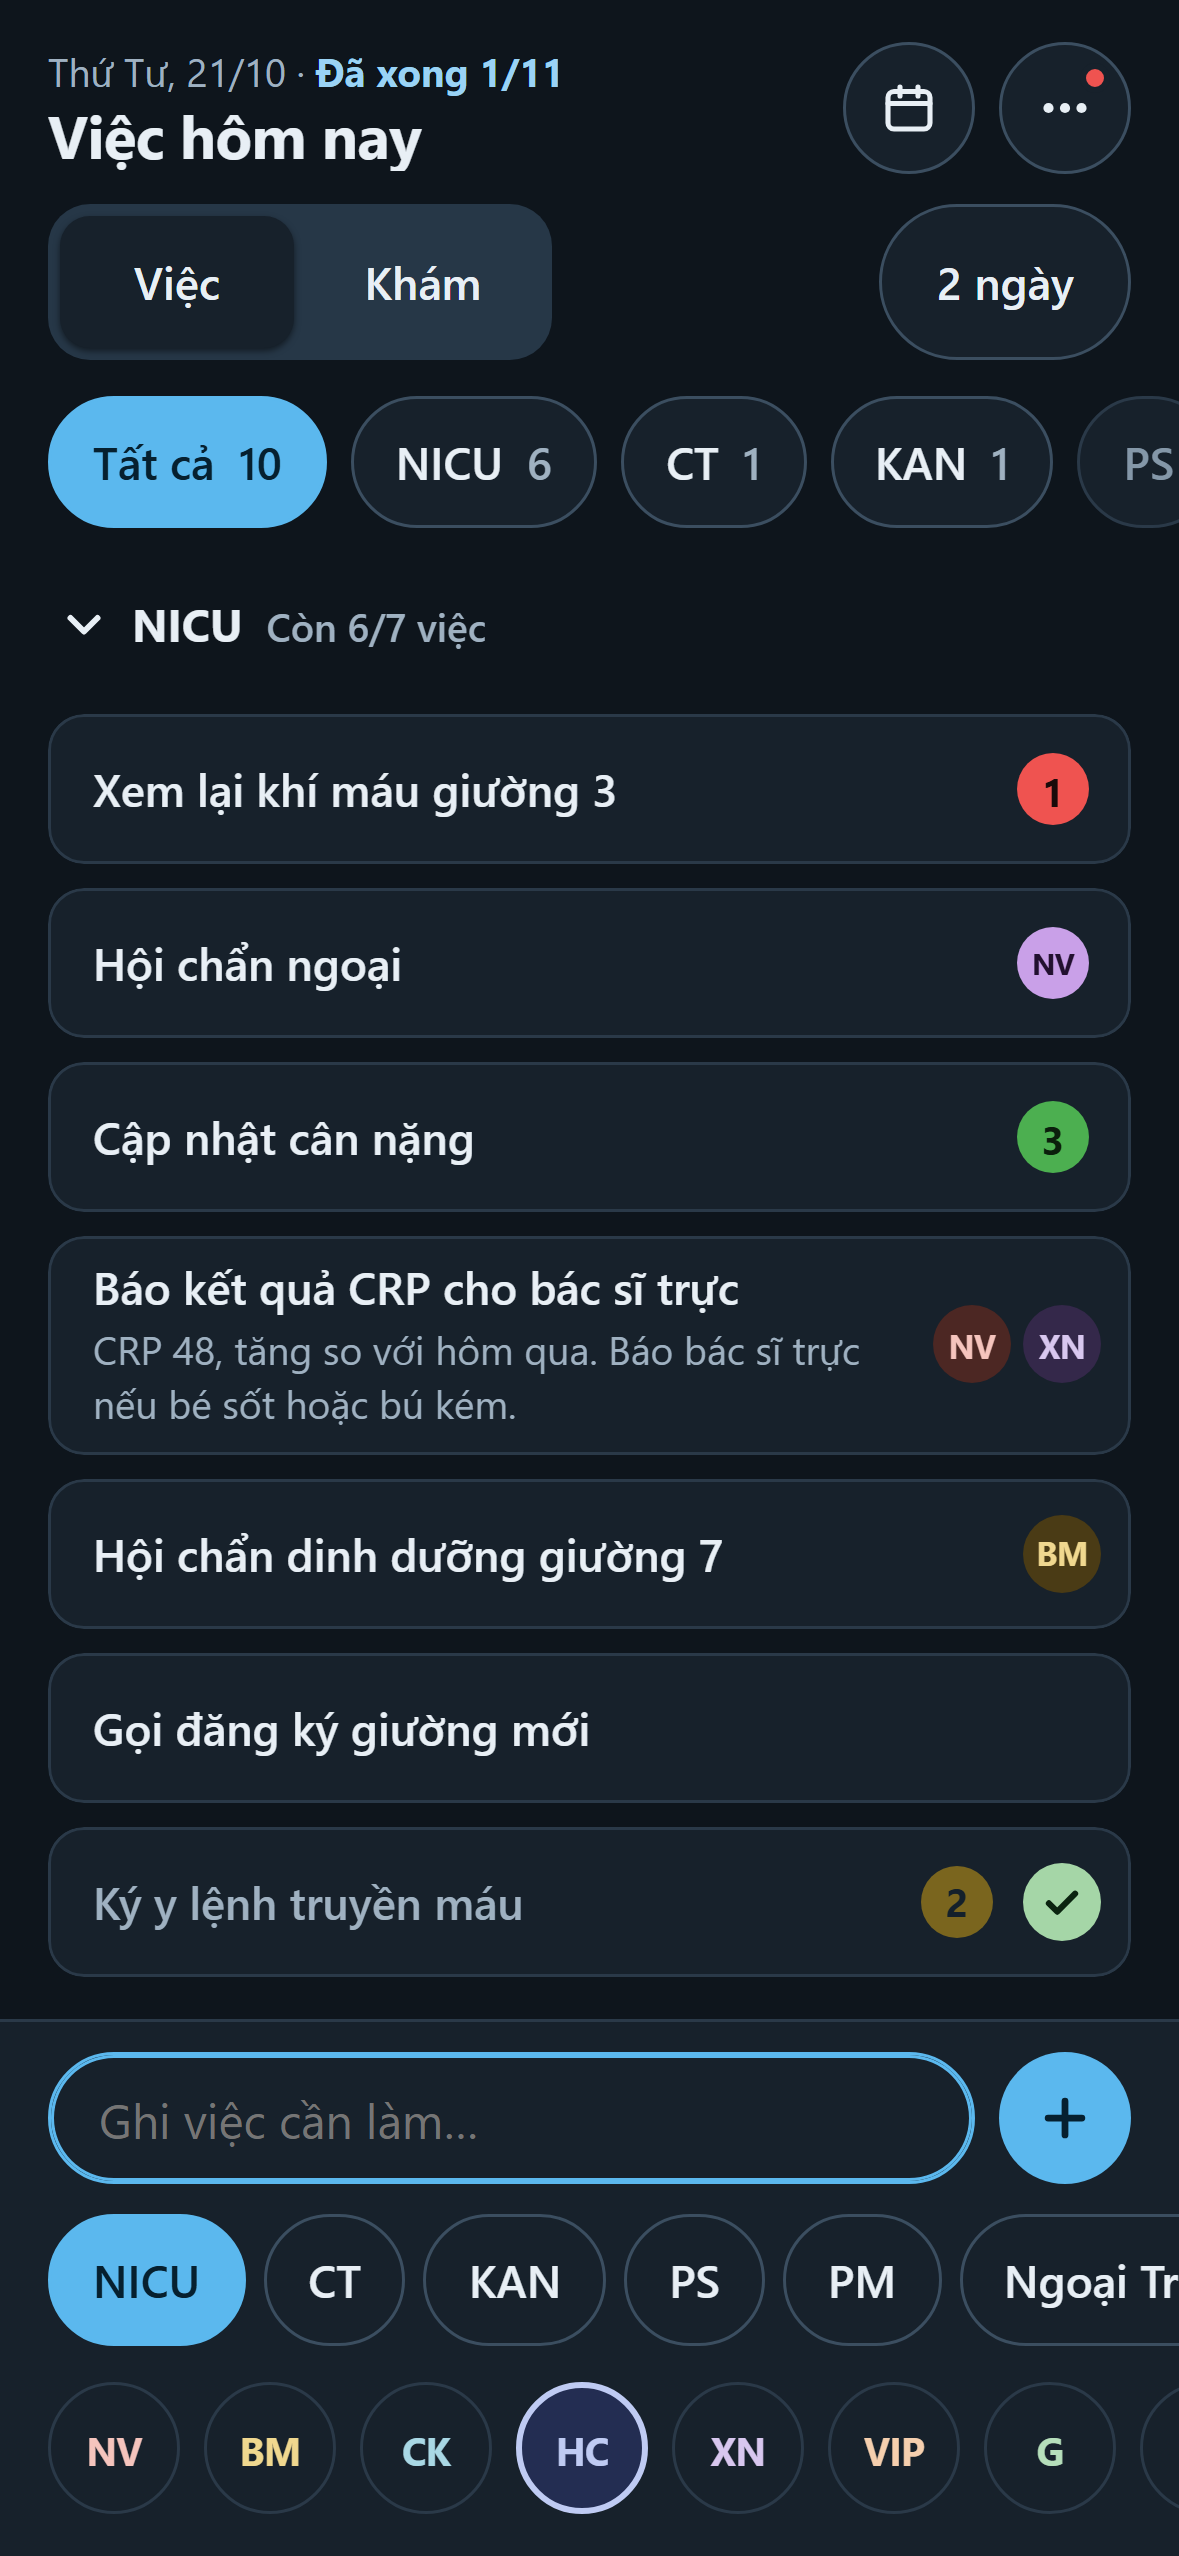 Thứ Tư, 21/10 · Đã xong 1/11
Việc hôm nay
Việc
Khám
2 ngày
Tất cả 10
NICU 6
CT 1
KAN 1
PS
NICU Còn 6/7 việc
Xem lại khí máu giường 3
1
Hội chẩn ngoại
NV
Cập nhật cân nặng
3
Báo kết quả CRP cho bác sĩ trực
CRP 48, tăng so với hôm qua. Báo bác sĩ trực
nếu bé sốt hoặc bú kém.
NV XN
Hội chẩn dinh dưỡng giường 7
BM
Gọi đăng ký giường mới
Ký y lệnh truyền máu
2
Ghi việc cần làm...
NICU CT KAN PS PM Ngoại Tr
NV BM CK HC XN VIP G